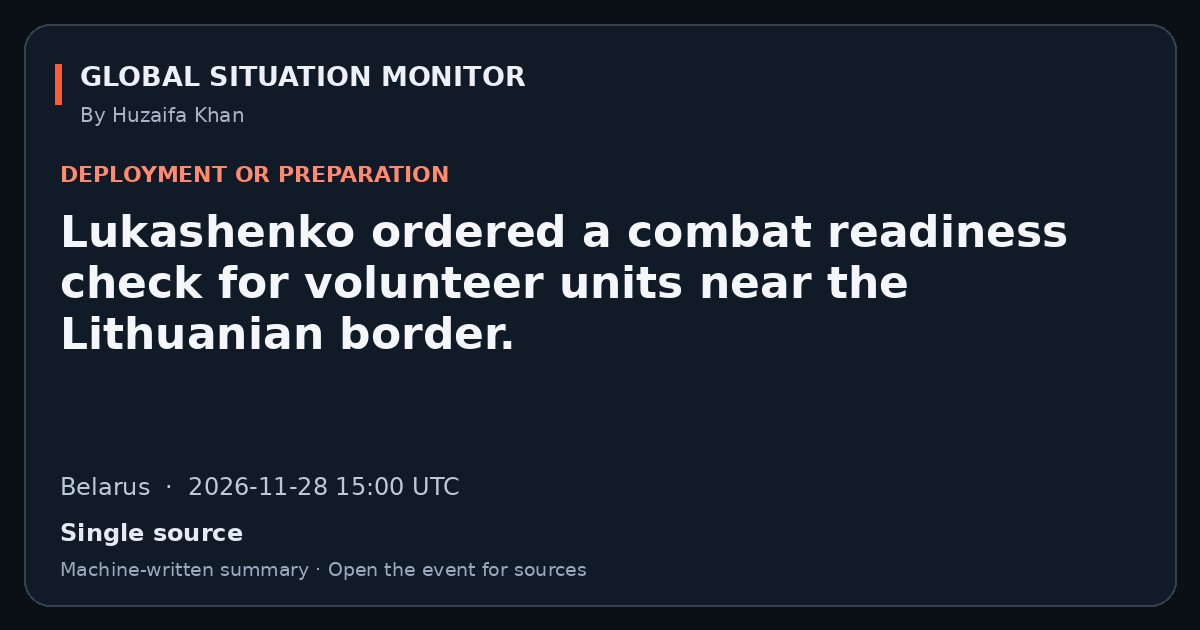 GLOBAL SITUATION MONITOR
By Huzaifa Khan
DEPLOYMENT OR PREPARATION
Lukashenko ordered a combat readiness
check for volunteer units near the
Lithuanian border.
Belarus · 2026-11-28 15:00 UTC
Single source
Machine-written summary · Open the event for sources